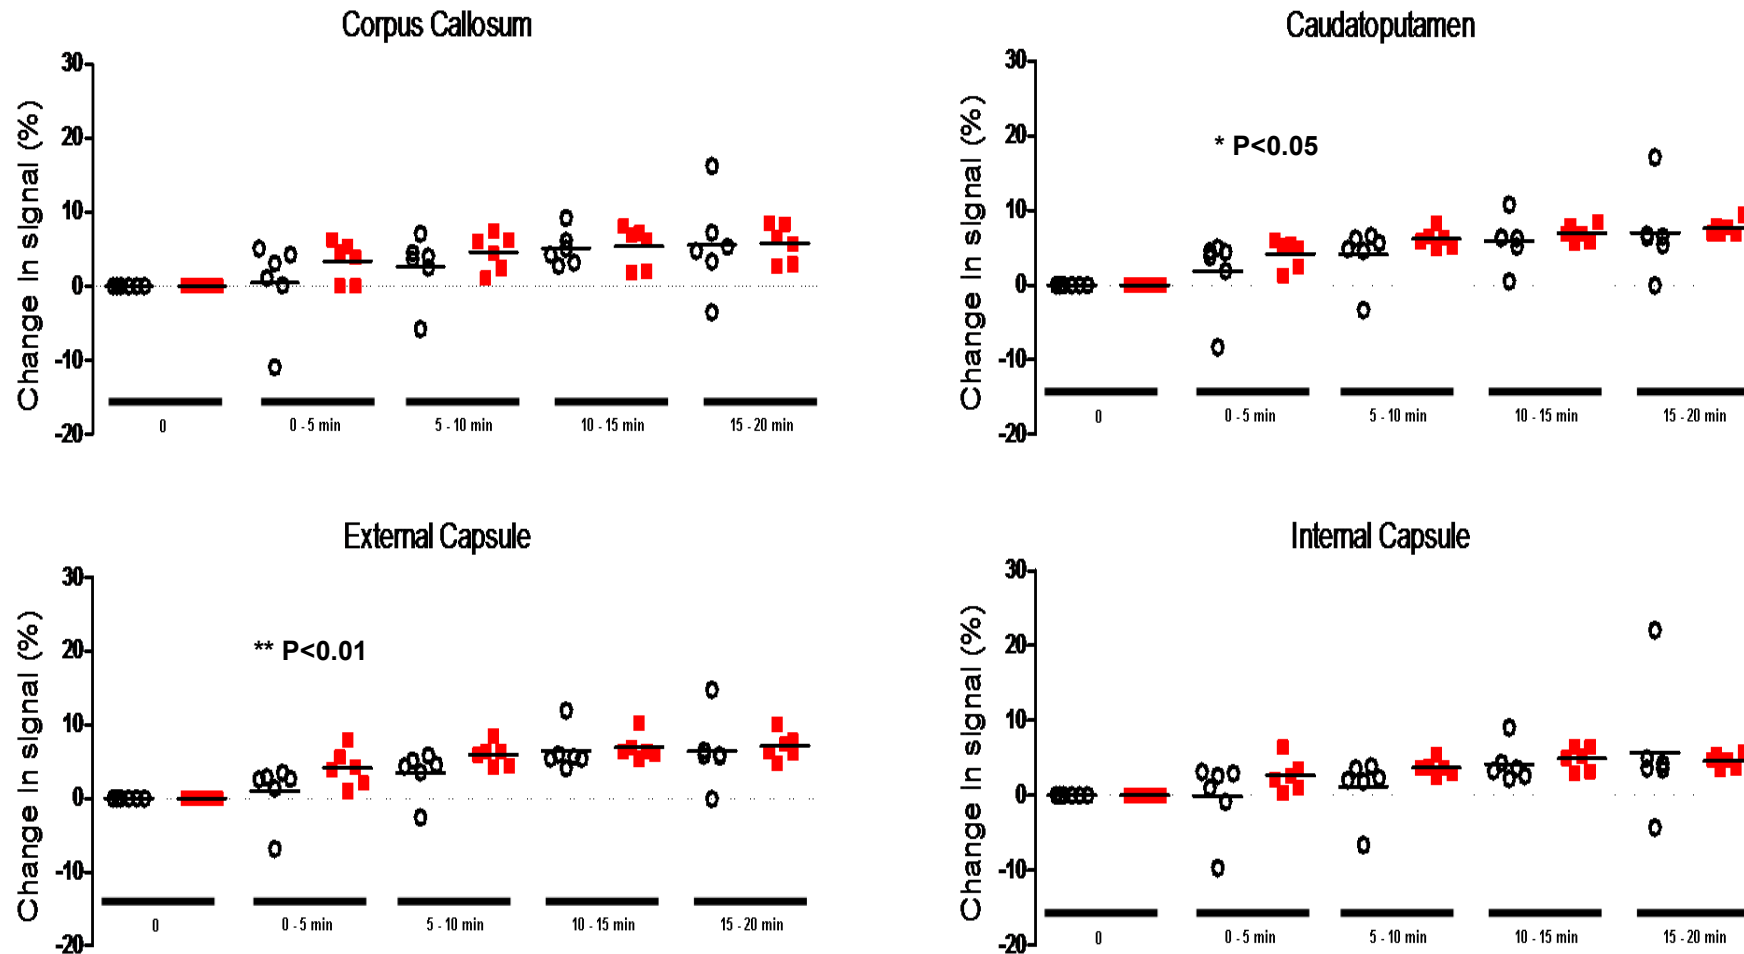 Corpus Callosum
Change In signal (%)
30
20
10
0
-10
-20
0
0 - 5 min
5 - 10 min
10 - 15 min
15 - 20 min
Caudatoputamen
Change In signal (%)
30
20
10
0
-10
-20
* P<0.05
0
0 - 5 min
5 - 10 min
10 - 15 min
15 - 20 min
External Capsule
Change In signal (%)
30
20
10
0
-10
-20
** P<0.01
0
0 - 5 min
5 - 10 min
10 - 15 min
15 - 20 min
Internal Capsule
Change In signal (%)
30
20
10
0
-10
-20
0
0 - 5 min
5 - 10 min
10 - 15 min
15 - 20 min